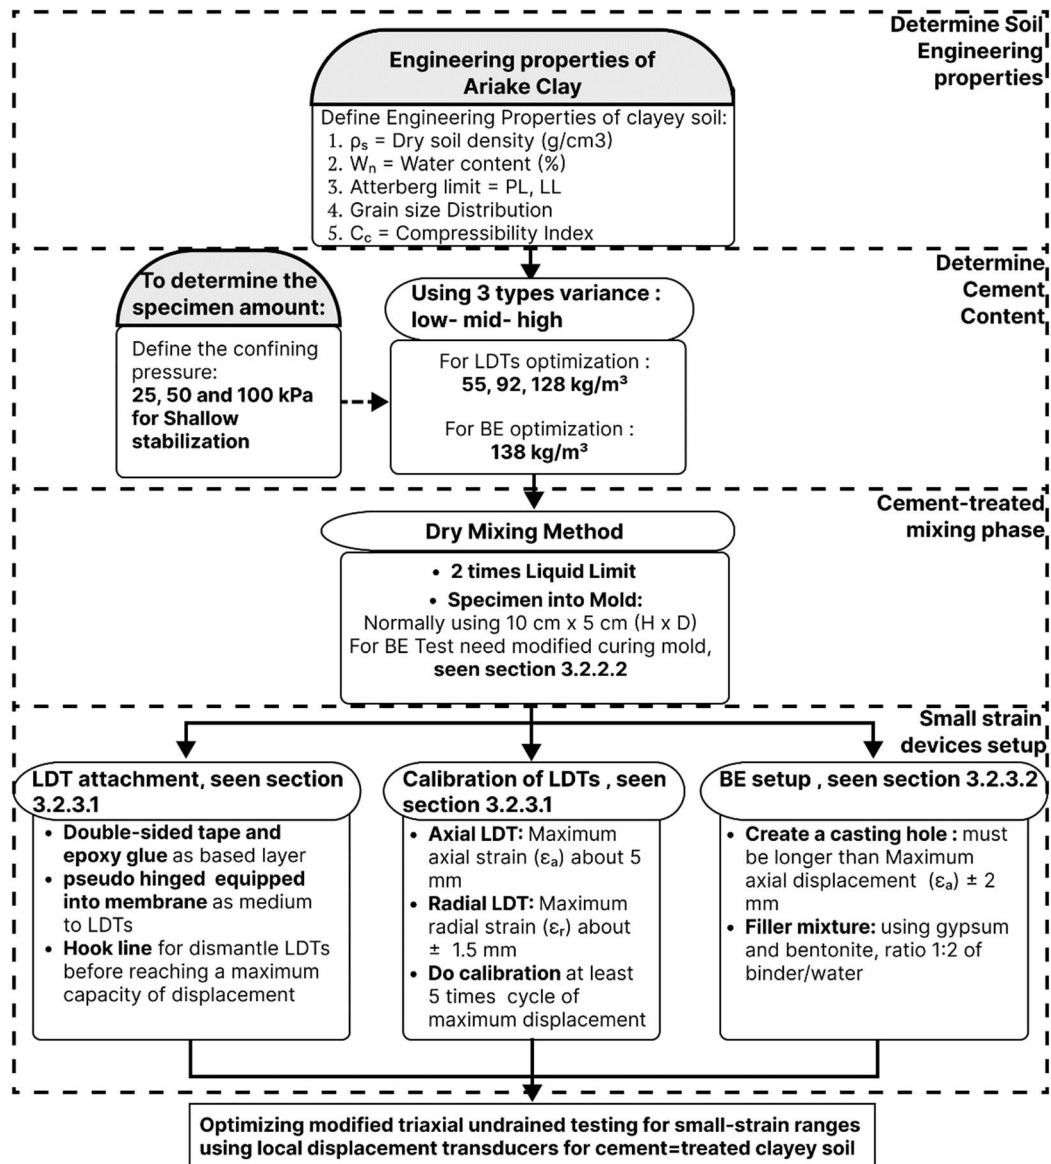 Determine Soil
Engineering
properties
Engineering properties of
Ariake Clay
Define Engineering Properties of clayey soil:
1. ρₛ = Dry soil density (g/cm3)
2. Wₙ = Water content (%)
3. Atterberg limit = PL, LL
4. Grain size Distribution
5. C_c = Compressibility Index
Determine
Cement
Content
To determine the
specimen amount:
Define the confining
pressure:
25, 50 and 100 kPa
for Shallow
stabilization
Using 3 types variance :
low- mid- high
For LDTs optimization :
55, 92, 128 kg/m³
For BE optimization :
138 kg/m³
Cement-treated
mixing phase
Dry Mixing Method
• 2 times Liquid Limit
• Specimen into Mold:
Normally using 10 cm x 5 cm (H x D)
For BE Test need modified curing mold,
seen section 3.2.2.2
Small strain
devices setup
LDT attachment, seen section
3.2.3.1
• Double-sided tape and
epoxy glue as based layer
• pseudo hinged equipped
into membrane as medium
to LDTs
• Hook line for dismantle LDTs
before reaching a maximum
capacity of displacement
Calibration of LDTs , seen
section 3.2.3.1
• Axial LDT: Maximum
axial strain (εₐ) about 5
mm
• Radial LDT: Maximum
radial strain (εᵣ) about
± 1.5 mm
• Do calibration at least
5 times cycle of
maximum displacement
BE setup , seen section 3.2.3.2
• Create a casting hole : must
be longer than Maximum
axial displacement (εₐ) ± 2
mm
• Filler mixture: using gypsum
and bentonite, ratio 1:2 of
binder/water
Optimizing modified triaxial undrained testing for small-strain ranges
using local displacement transducers for cement=treated clayey soil